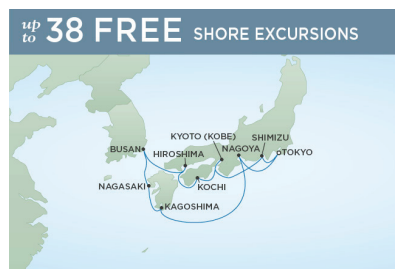 up to 38 FREE SHORE EXCURSIONS
KYOTO (KOBE)
SHIMIZU
BUSAN
HIROSHIMA
NAGOYA
TOKYO
NAGASAKI
KOCHI
KAGOSHIMA